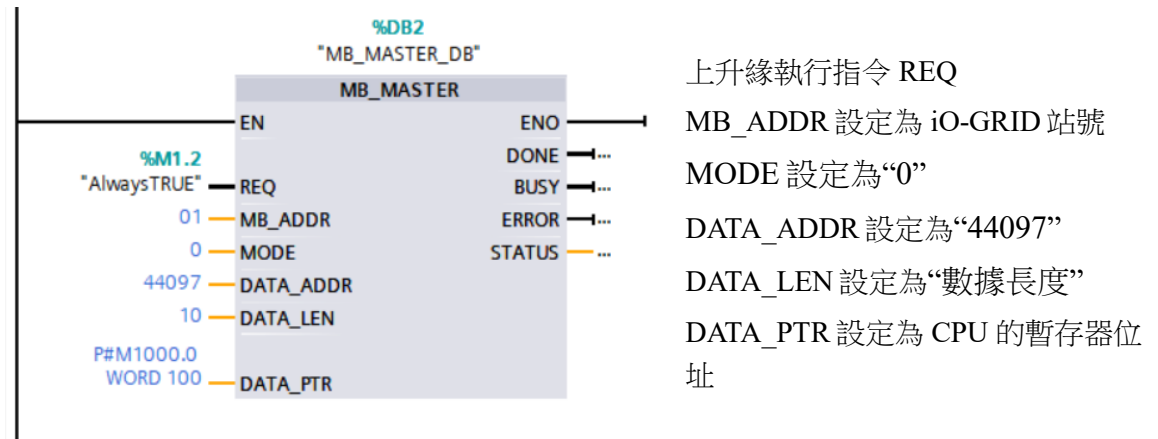 %DB2
"MB_MASTER_DB"
MB_MASTER
EN ENO
DONE ...
%M1.2
"AlwaysTRUE" REQ BUSY ...
01 MB_ADDR ERROR ...
0 MODE STATUS ...
44097 DATA_ADDR
10 DATA_LEN
P#M1000.0
WORD 100 DATA_PTR
上升緣執行指令 REQ
MB_ADDR 設定為 iO-GRID 站號
MODE 設定為“0”
DATA_ADDR 設定為“44097”
DATA_LEN 設定為“數據長度”
DATA_PTR 設定為 CPU 的暫存器位
址